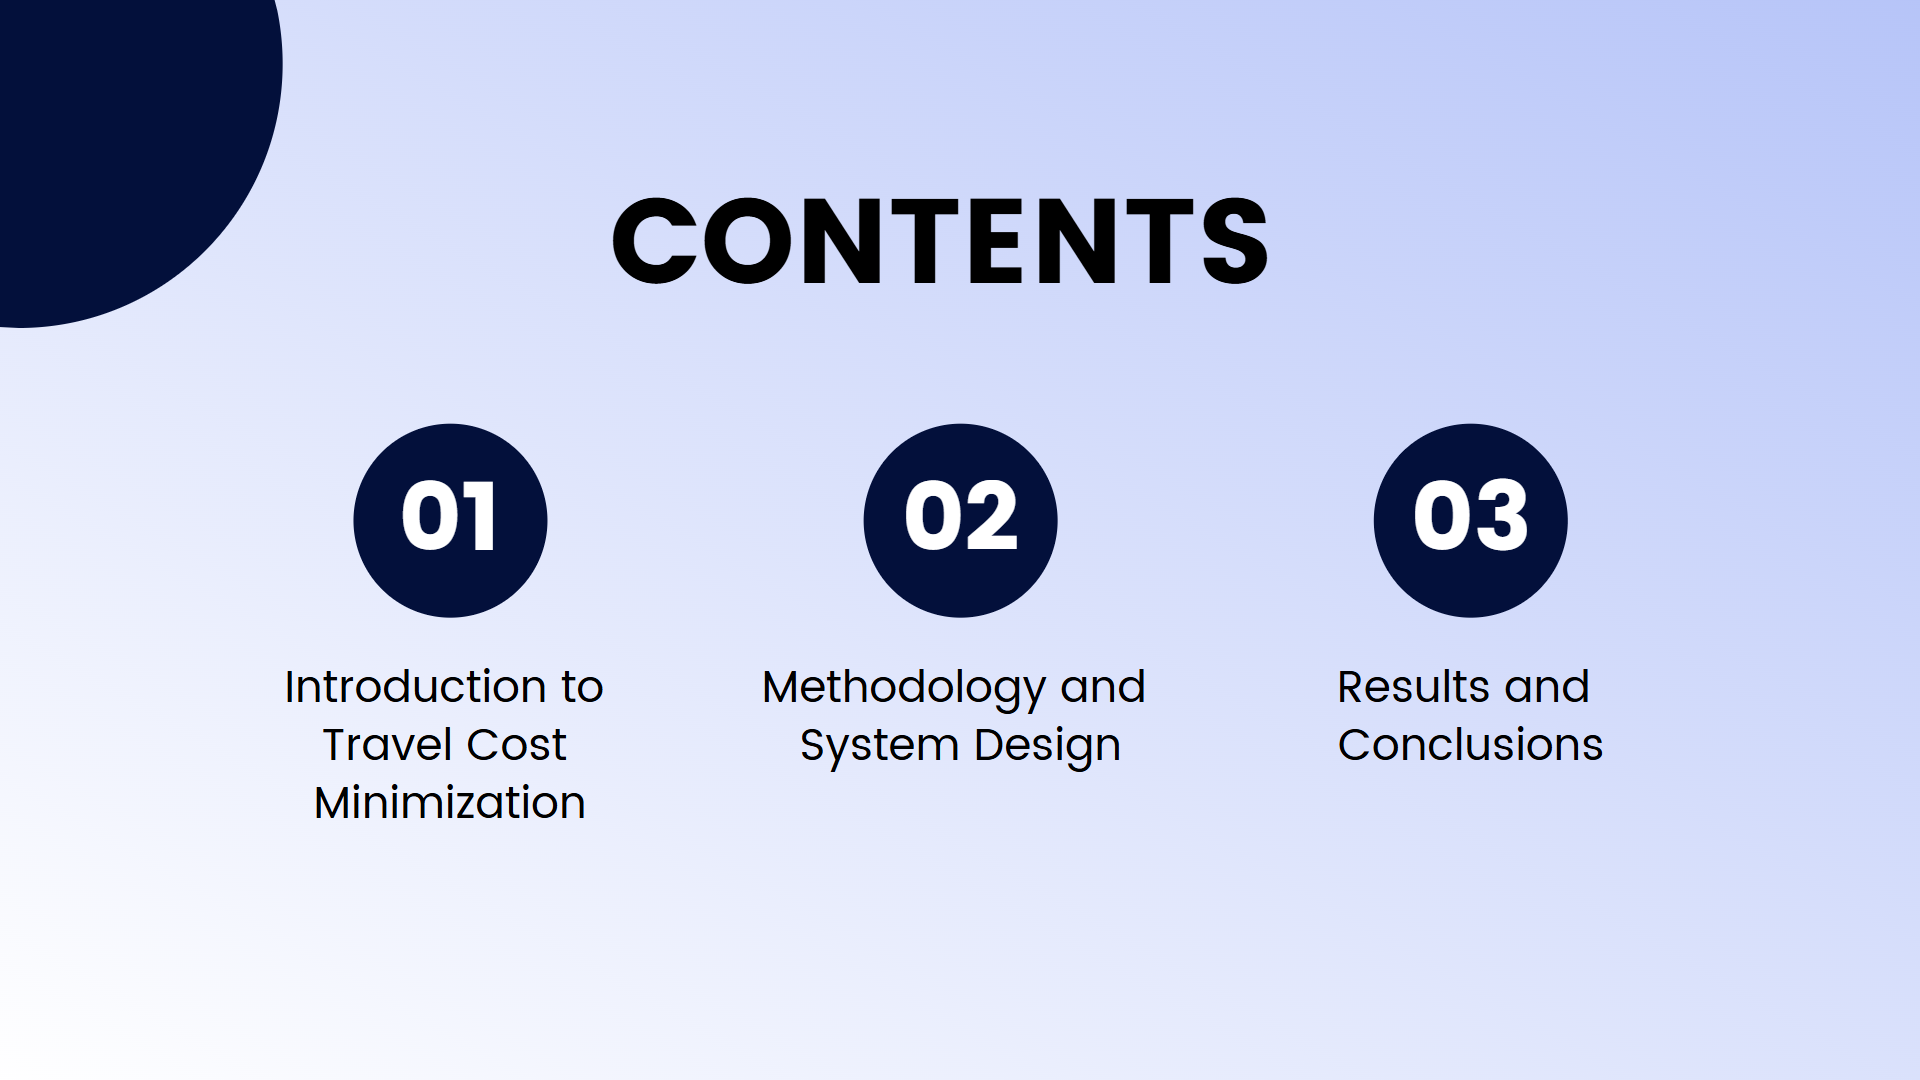 CONTENTS
01
Introduction to
Travel Cost
Minimization
02
Methodology and
System Design
03
Results and
Conclusions